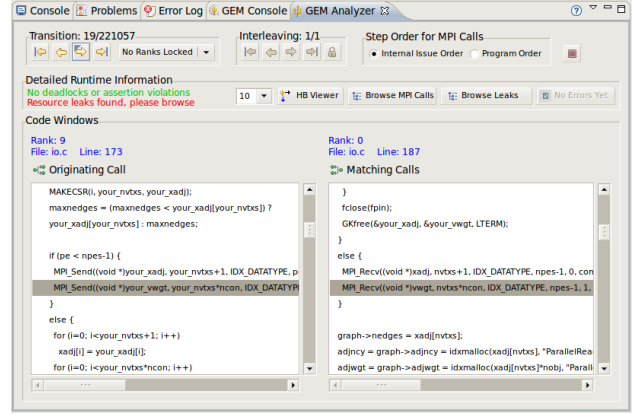 Console Problems Error Log GEM Console GEM Analyzer
Transition: 19/221057 Interleaving: 1/1 Step Order for MPI Calls
No Ranks Locked Internal Issue Order Program Order
Detailed Runtime Information
No deadlocks or assertion violations
Resource leaks found, please browse
10 HB Viewer Browse MPI Calls Browse Leaks No Errors Yet
Code Windows
Rank: 9
File: io.c Line: 173
Originating Call
MAKECSR(i, your_nvtxs, your_xadj);
maxnedges = (maxnedges < your_xadj[your_nvtxs]) ?
your_xadj[your_nvtxs] : maxnedges;
if (pe < npes-1) {
MPI_Send((void *)your_xadj, your_nvtxs+1, IDX_DATATYPE, p
MPI_Send((void *)your_vwgt, your_nvtxs*ncon, IDX_DATATYP
}
else {
for (i=0; i<your_nvtxs+1; i++)
xadj[i] = your_xadj[i];
for (i=0; i<your_nvtxs*ncon; i++)
Rank: 0
File: io.c Line: 187
Matching Calls
}
fclose(fpin);
GKfree(&your_xadj, &your_vwgt, LTERM);
}
else {
MPI_Recv((void *)xadj, nvtxs+1, IDX_DATATYPE, npes-1, 0, con
MPI_Recv((void *)vwgt, nvtxs*ncon, IDX_DATATYPE, npes-1, 1,
}
graph->nedges = xadj[nvtxs];
adjncy = graph->adjncy = idxmalloc(xadj[nvtxs], "ParallelRea
adjwgt = graph->adjwgt = idxmalloc(xadj[nvtxs]*nobj, "Parall